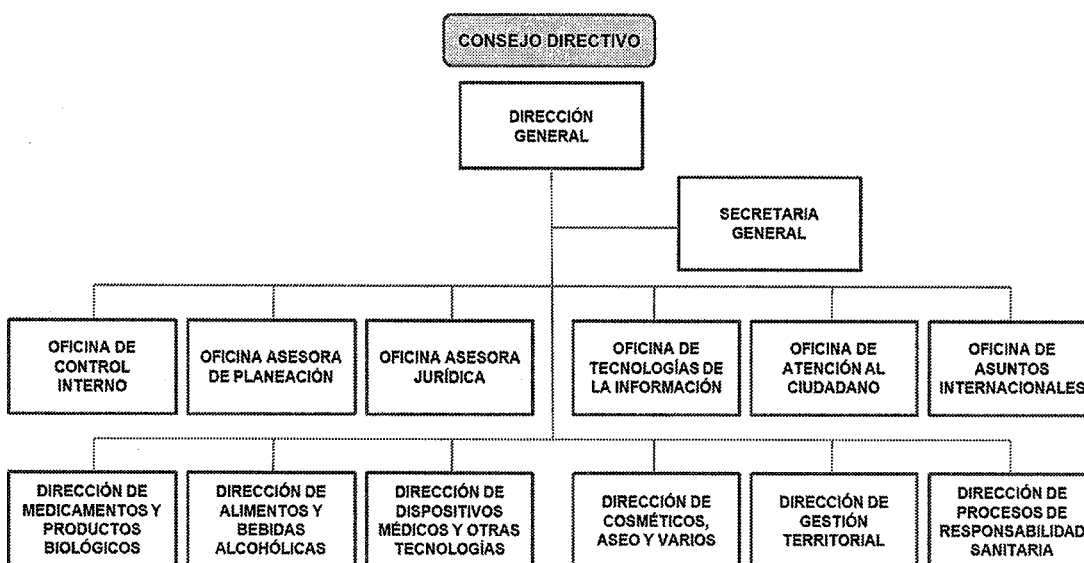 CONSEJO DIRECTIVO
DIRECCIÓN
GENERAL
SECRETARIA
GENERAL
OFICINA DE
CONTROL
INTERNO
OFICINA ASESORA
DE PLANEACIÓN
OFICINA ASESORA
JURÍDICA
OFICINA DE
TECNOLOGÍAS DE
LA INFORMACIÓN
OFICINA DE
ATENCIÓN AL
CIUDADANO
OFICINA DE
ASUNTOS
INTERNACIONALES
DIRECCIÓN DE
MEDICAMENTOS Y
PRODUCTOS
BIOLÓGICOS
DIRECCIÓN DE
ALIMENTOS Y
BEBIDAS
ALCOHÓLICAS
DIRECCIÓN DE
DISPOSITIVOS
MÉDICOS Y OTRAS
TECNOLOGÍAS
DIRECCIÓN DE
COSMÉTICOS,
ASEO Y VARIOS
DIRECCIÓN DE
GESTIÓN
TERRITORIAL
DIRECCIÓN DE
PROCESOS DE
RESPONSABILIDAD
SANITARIA